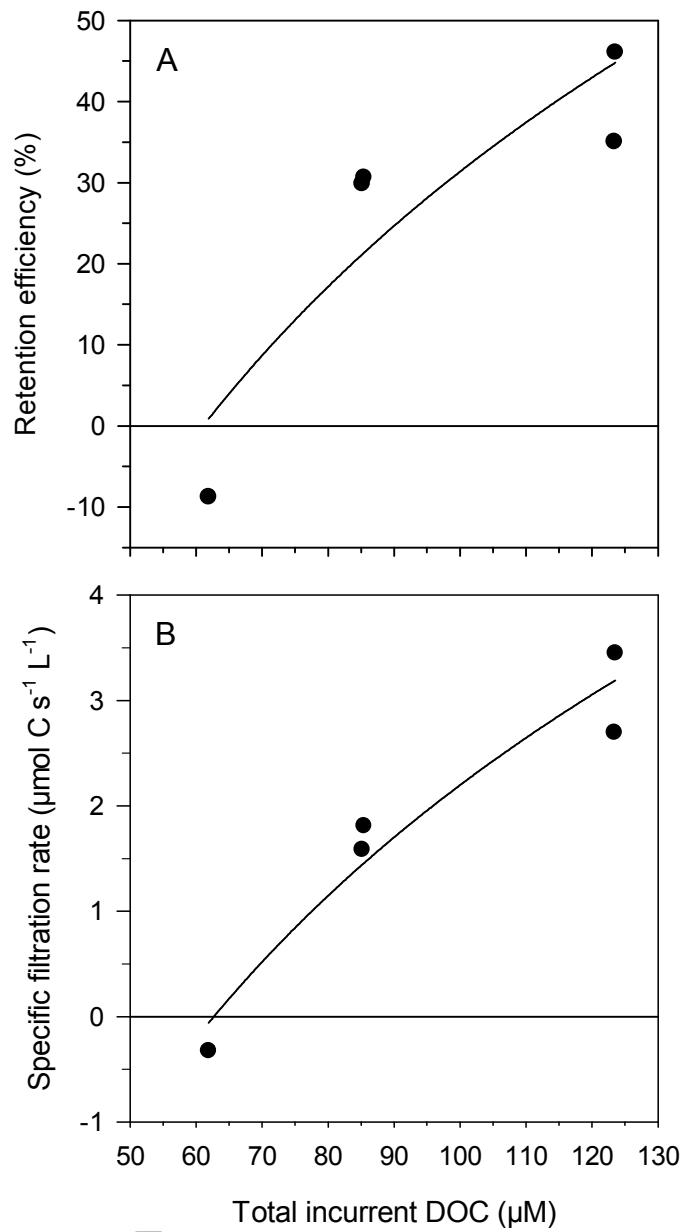 A
50
40
30
20
10
0
-10
Retention efficiency (%)
B
4
3
2
1
0
-1
Specific filtration rate (µmol C s⁻¹ L⁻¹)
50 60 70 80 90 100 110 120 130
Total incurrent DOC (µM)